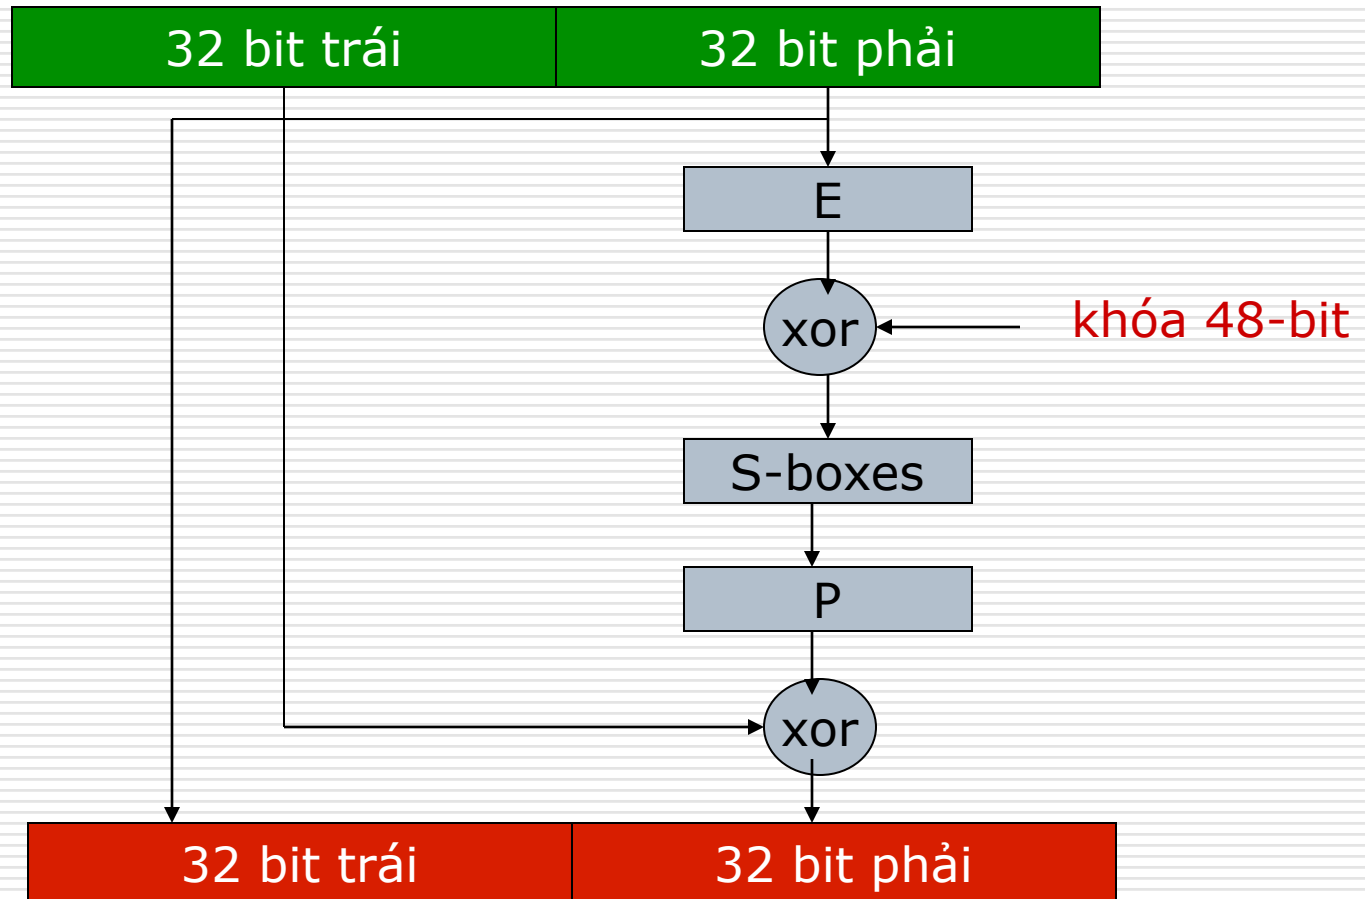 32 bit trái
32 bit phải
E
xor
khóa 48-bit
S-boxes
P
xor
32 bit trái
32 bit phải